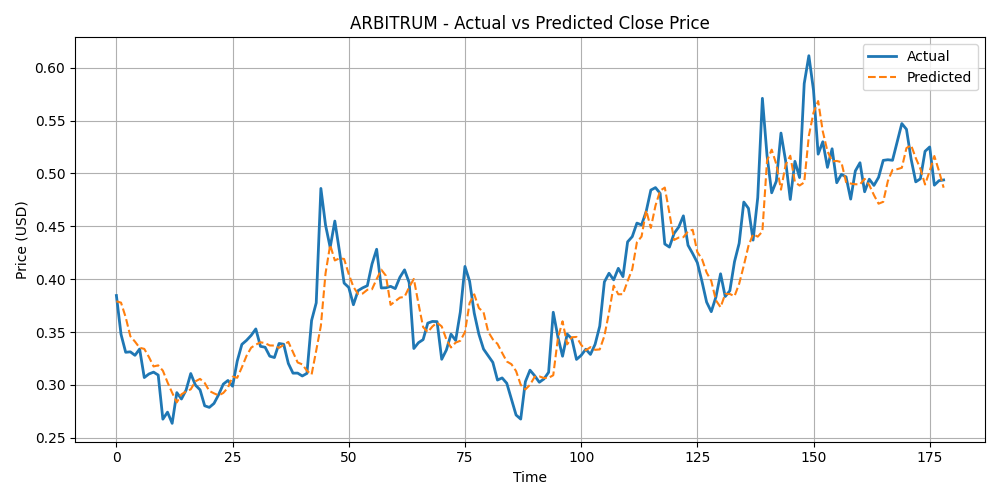 ARBITRUM - Actual vs Predicted Close Price
Actual
Predicted
Price (USD)
0.60
0.55
0.50
0.45
0.40
0.35
0.30
0.25
0 25 50 75 100 125 150 175
Time